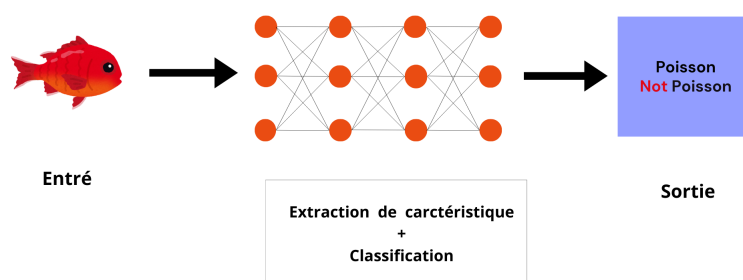 Poisson
Not Poisson
Entré
Sortie
Extraction de carctéristique
+
Classification